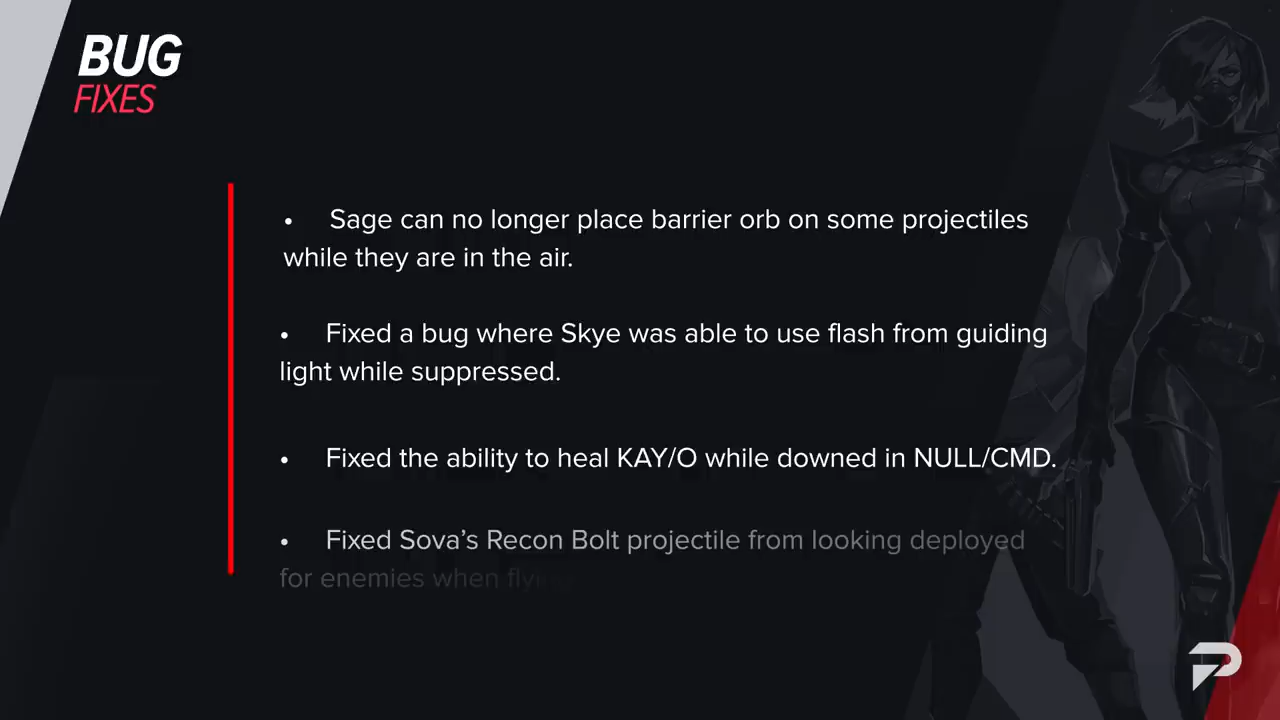 BUG
FIXES
• Sage can no longer place barrier orb on some projectiles
while they are in the air.
• Fixed a bug where Skye was able to use flash from guiding
light while suppressed.
• Fixed the ability to heal KAY/O while downed in NULL/CMD.
• Fixed Sova’s Recon Bolt projectile from looking deployed
for enemies when